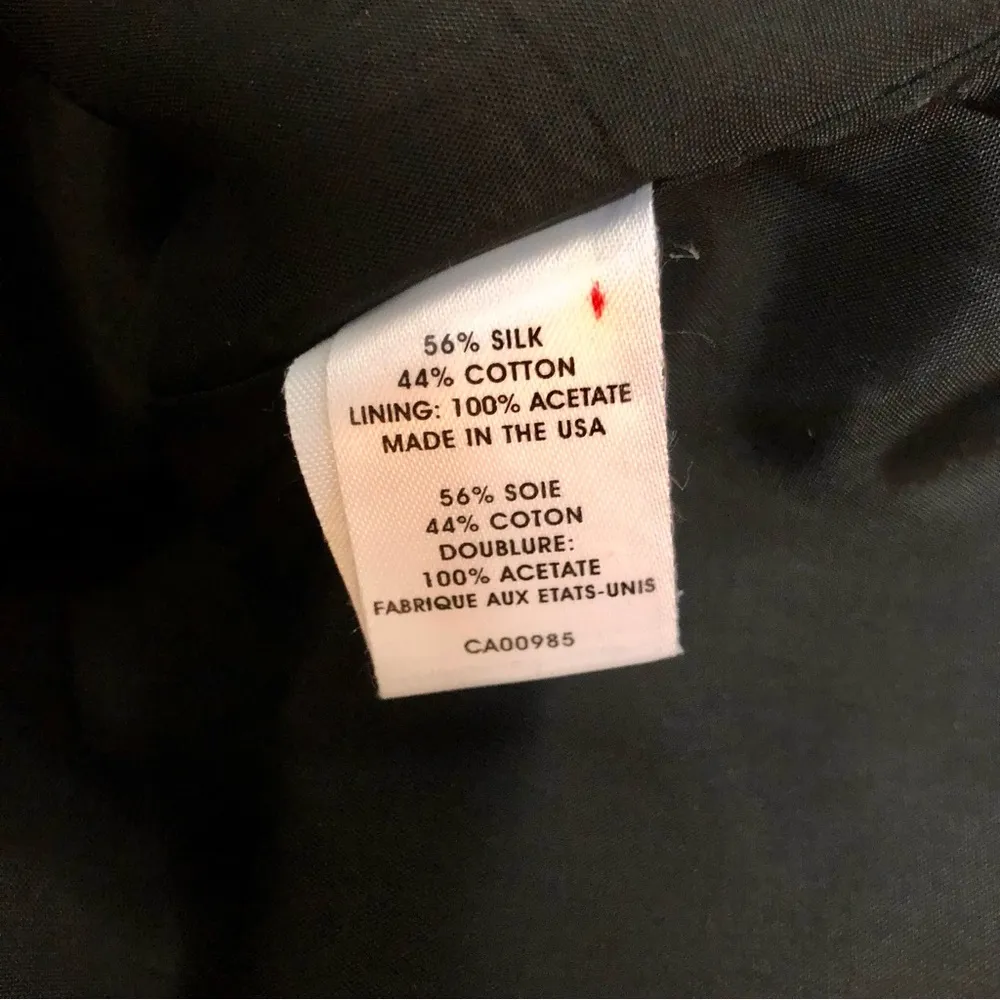 56% SILK
44% COTTON
LINING: 100% ACETATE
MADE IN THE USA
56% SOIE
44% COTON
DOUBLURE:
100% ACETATE
FABRIQUE AUX ETATS-UNIS
CA00985